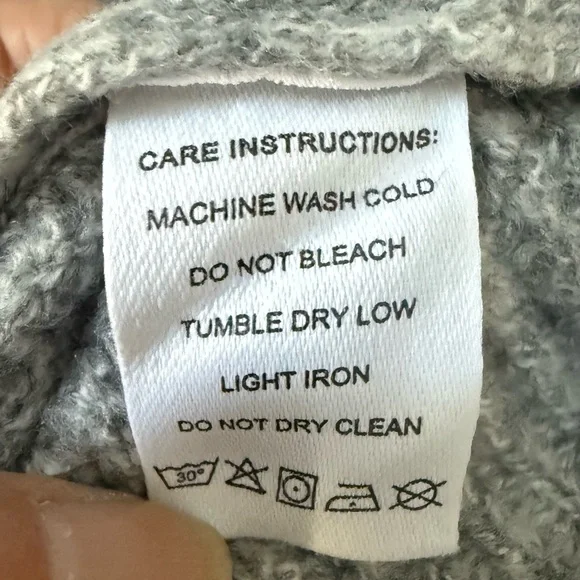 CARE INSTRUCTIONS:
MACHINE WASH COLD
DO NOT BLEACH
TUMBLE DRY LOW
LIGHT IRON
DO NOT DRY CLEAN
30°